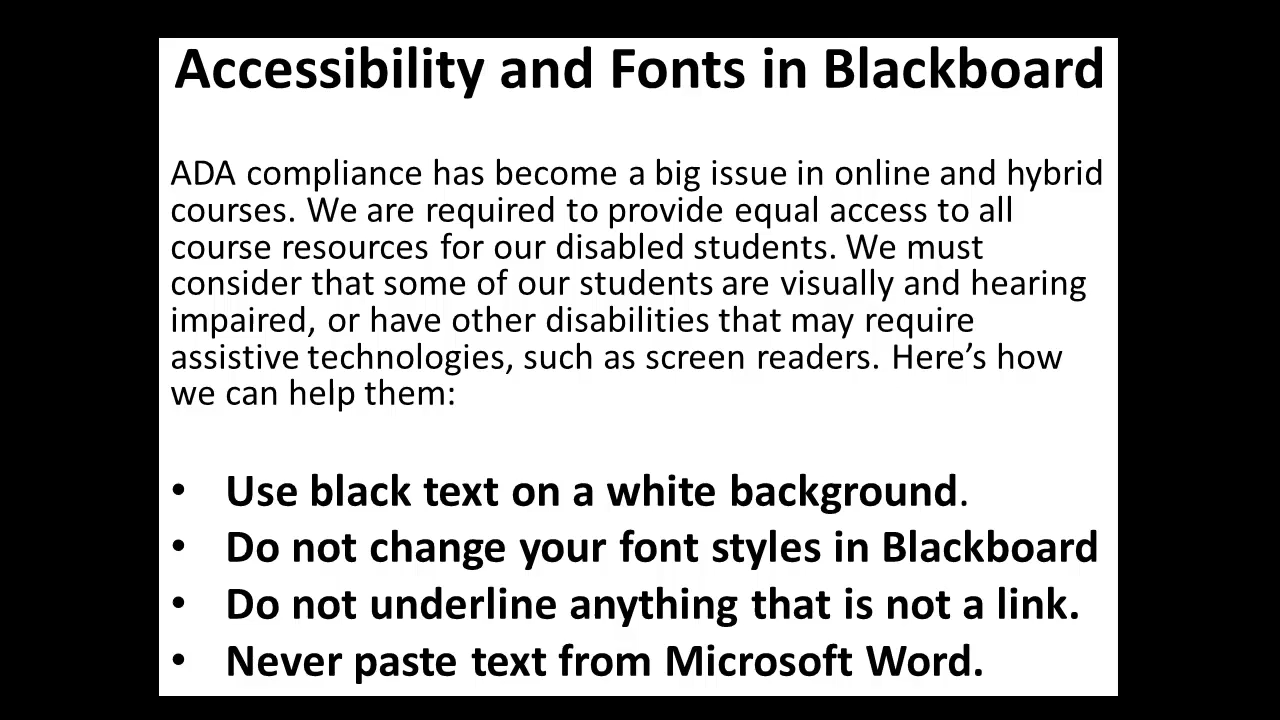 Accessibility and Fonts in Blackboard
ADA compliance has become a big issue in online and hybrid
courses. We are required to provide equal access to all
course resources for our disabled students. We must
consider that some of our students are visually and hearing
impaired, or have other disabilities that may require
assistive technologies, such as screen readers. Here’s how
we can help them:
• Use black text on a white background.
• Do not change your font styles in Blackboard
• Do not underline anything that is not a link.
• Never paste text from Microsoft Word.